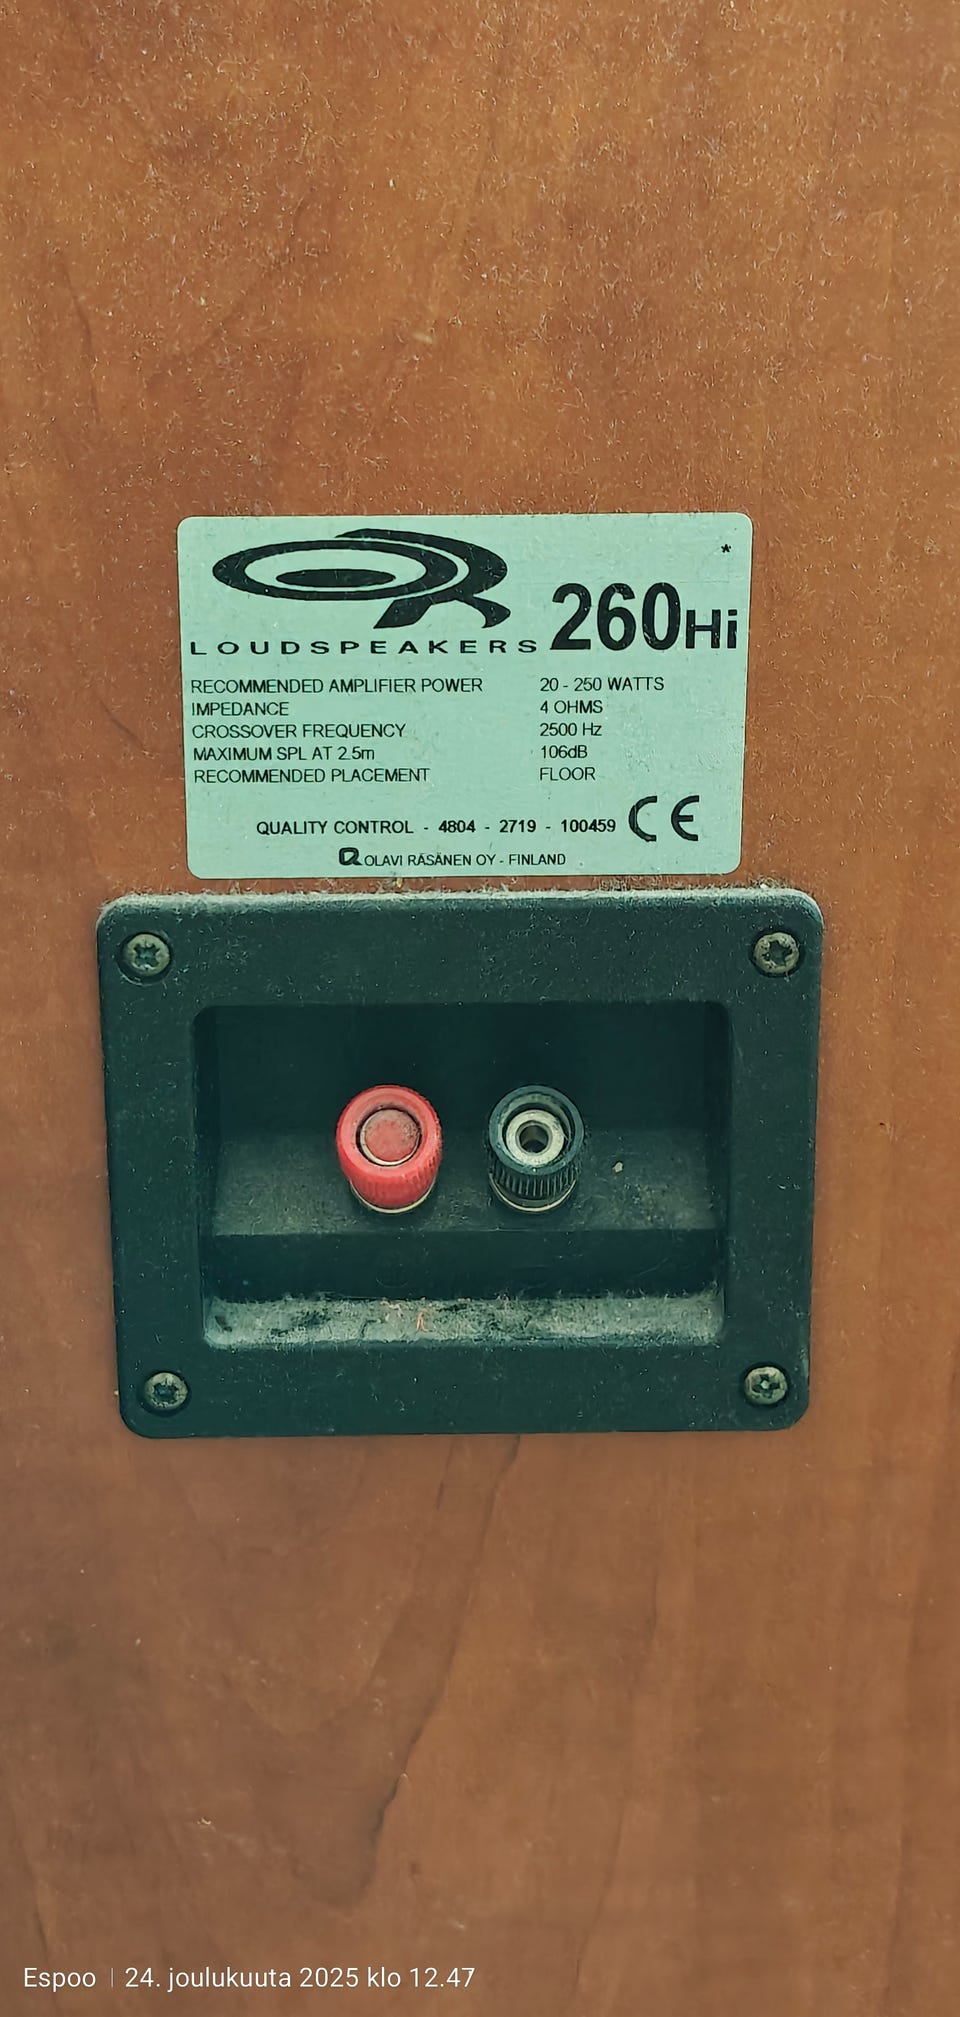 QR
LOUDSPEAKERS 260Hi *
RECOMMENDED AMPLIFIER POWER 20 - 250 WATTS
IMPEDANCE 4 OHMS
CROSSOVER FREQUENCY 2500 Hz
MAXIMUM SPL AT 2.5m 106dB
RECOMMENDED PLACEMENT FLOOR
QUALITY CONTROL - 4804 - 2719 - 100459 CE
OLAVI RÄSÄNEN OY - FINLAND
Espoo | 24. joulukuuta 2025 klo 12.47